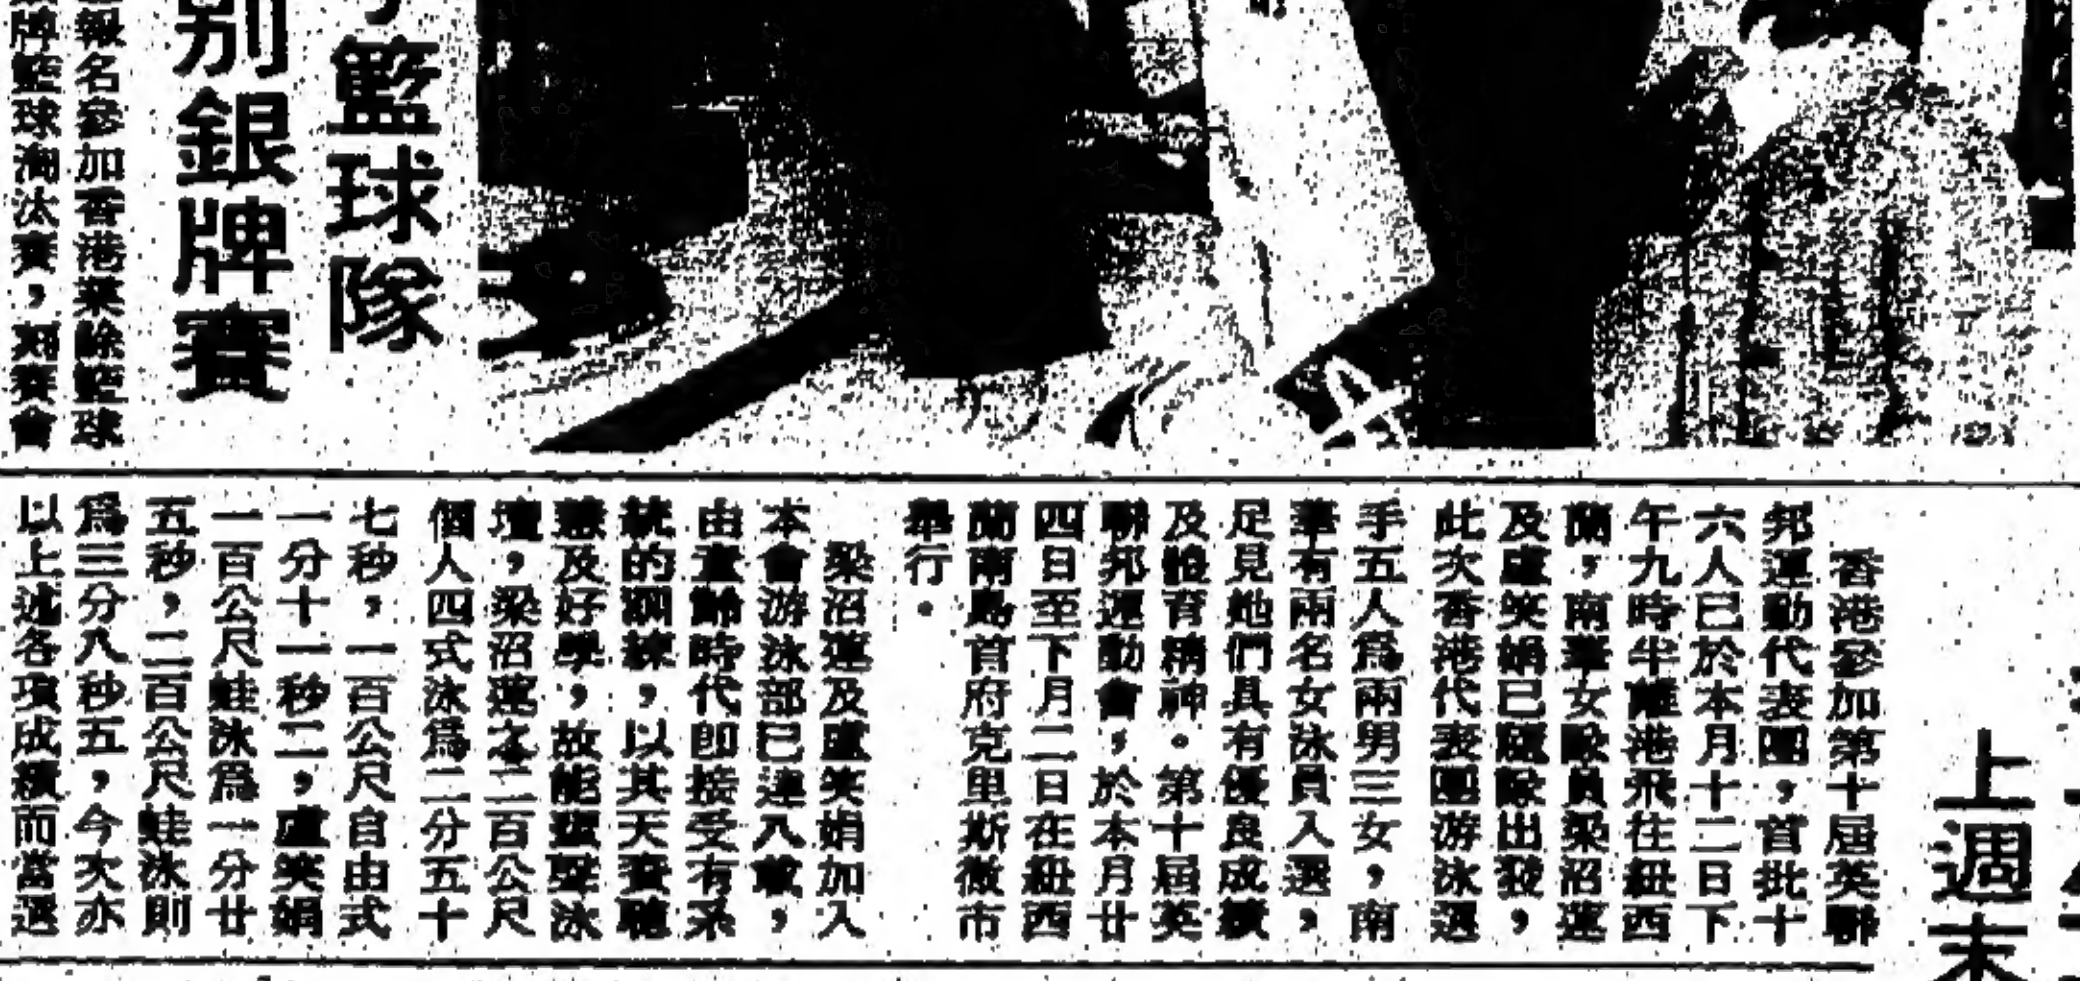 籃球隊
別銀牌賽
報名參加香港業餘籃球
牌籃球淘汰賽，賽會
上週末
香港參加第十屆英聯
邦運動代表團，首批十
六人已於本月十二日下
午九時半離港飛往紐西
蘭，南華女隊員梁沼蓮
及盧笑娟已隨隊出發，
此次香港代表團游泳選
手五人爲兩男三女，南
華有兩名女泳員入選，
足見她們具有優良成績
及體育精神。第十屆英
聯邦運動會，於本月廿
四日至下月二日在紐西
蘭南島首府克里斯徹市
舉行。
梁沼蓮及盧笑娟加入
本會游泳部已連八載，
由童齡時代即接受有系
統的訓練，以其天資聰
慧及好學，故能蜚聲泳
壇，梁沼蓮之二百公尺
個人四式泳爲二分五十
七秒，一百公尺自由式
一分十一秒二，盧笑娟
一百公尺蛙泳爲一分廿
五秒，二百公尺蛙泳則
爲三分八秒五，今次亦
以上述各項成績而當選